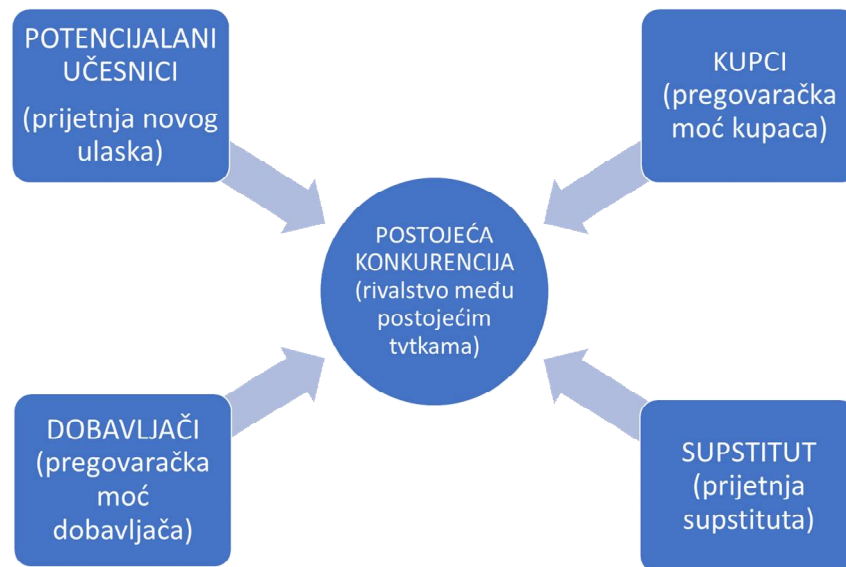 POTENCIJALANI
UČESNICI
(prijetnja novog
ulaska)
KUPCI
(pregovaračka
moć kupaca)
POSTOJEĆA
KONKURENCIJA
(rivalstvo među
postojećim
tvtkama)
DOBAVLJAČI
(pregovaračka
moć
dobavljača)
SUPSTITUT
(prijetnja
supstituta)